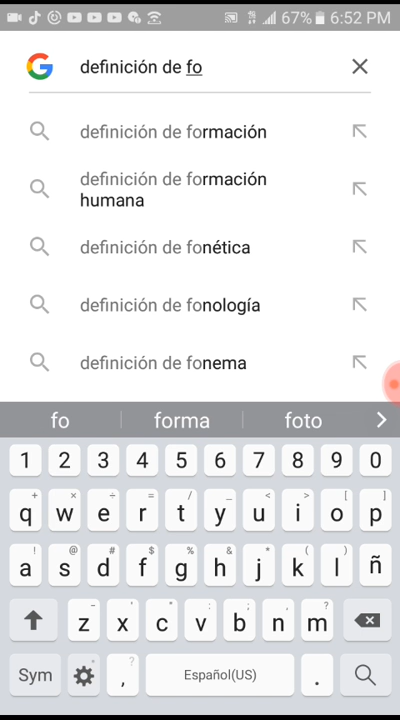 67% 6:52 PM
definición de fo
definición de formación
definición de formación
humana
definición de fonética
definición de fonología
definición de fonema
fo forma foto
1 2 3 4 5 6 7 8 9 0
+ × ÷ = / _ < > [ ]
q w e r t y u i o p
! @ # $ % & * ( )
a s d f g h j k l ñ
- ' " : ; , ?
z x c v b n m
Sym , ? Español(US) .